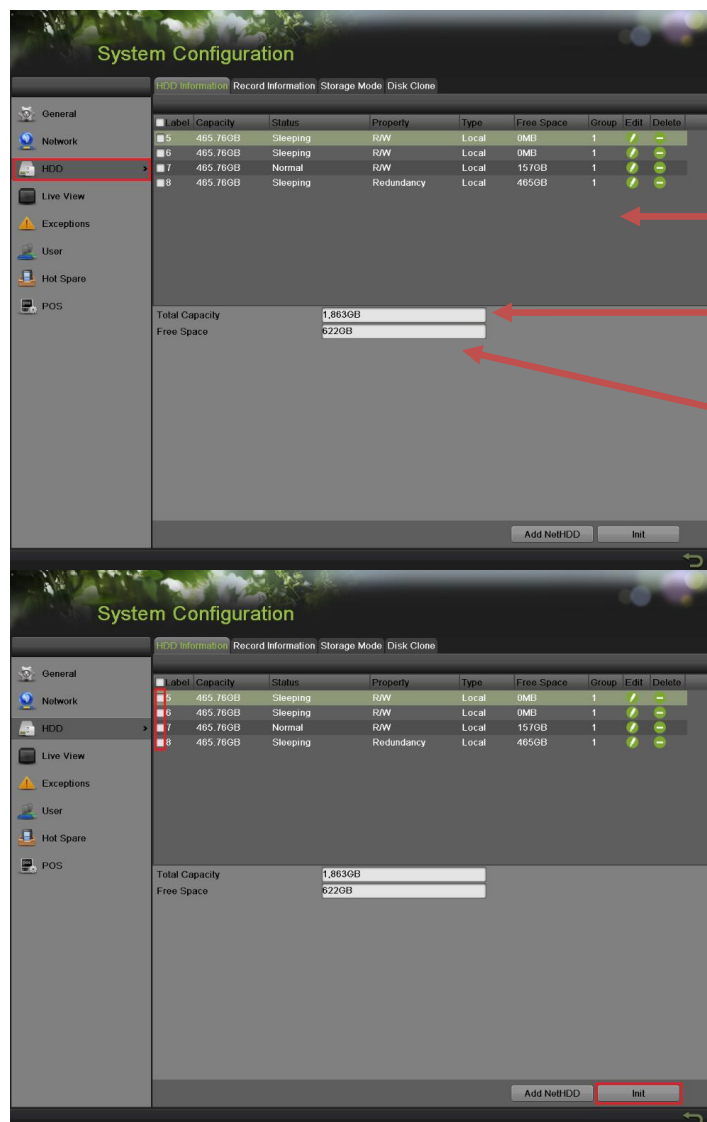 System Configuration
HDD Information Record Information Storage Mode Disk Clone
General
Network
HDD
Live View
Exceptions
User
Hot Spare
POS
Label Capacity Status Property Type Free Space Group Edit Delete
5 465.76GB Sleeping R/W Local 0MB 1
6 465.76GB Sleeping R/W Local 0MB 1
7 465.76GB Normal R/W Local 157GB 1
8 465.76GB Sleeping Redundancy Local 465GB 1
Total Capacity 1,863GB
Free Space 622GB
Add NetHDD Init
System Configuration
HDD Information Record Information Storage Mode Disk Clone
General
Network
HDD
Live View
Exceptions
User
Hot Spare
POS
Label Capacity Status Property Type Free Space Group Edit Delete
5 465.76GB Sleeping R/W Local 0MB 1
6 465.76GB Sleeping R/W Local 0MB 1
7 465.76GB Normal R/W Local 157GB 1
8 465.76GB Sleeping Redundancy Local 465GB 1
Total Capacity 1,863GB
Free Space 622GB
Add NetHDD Init